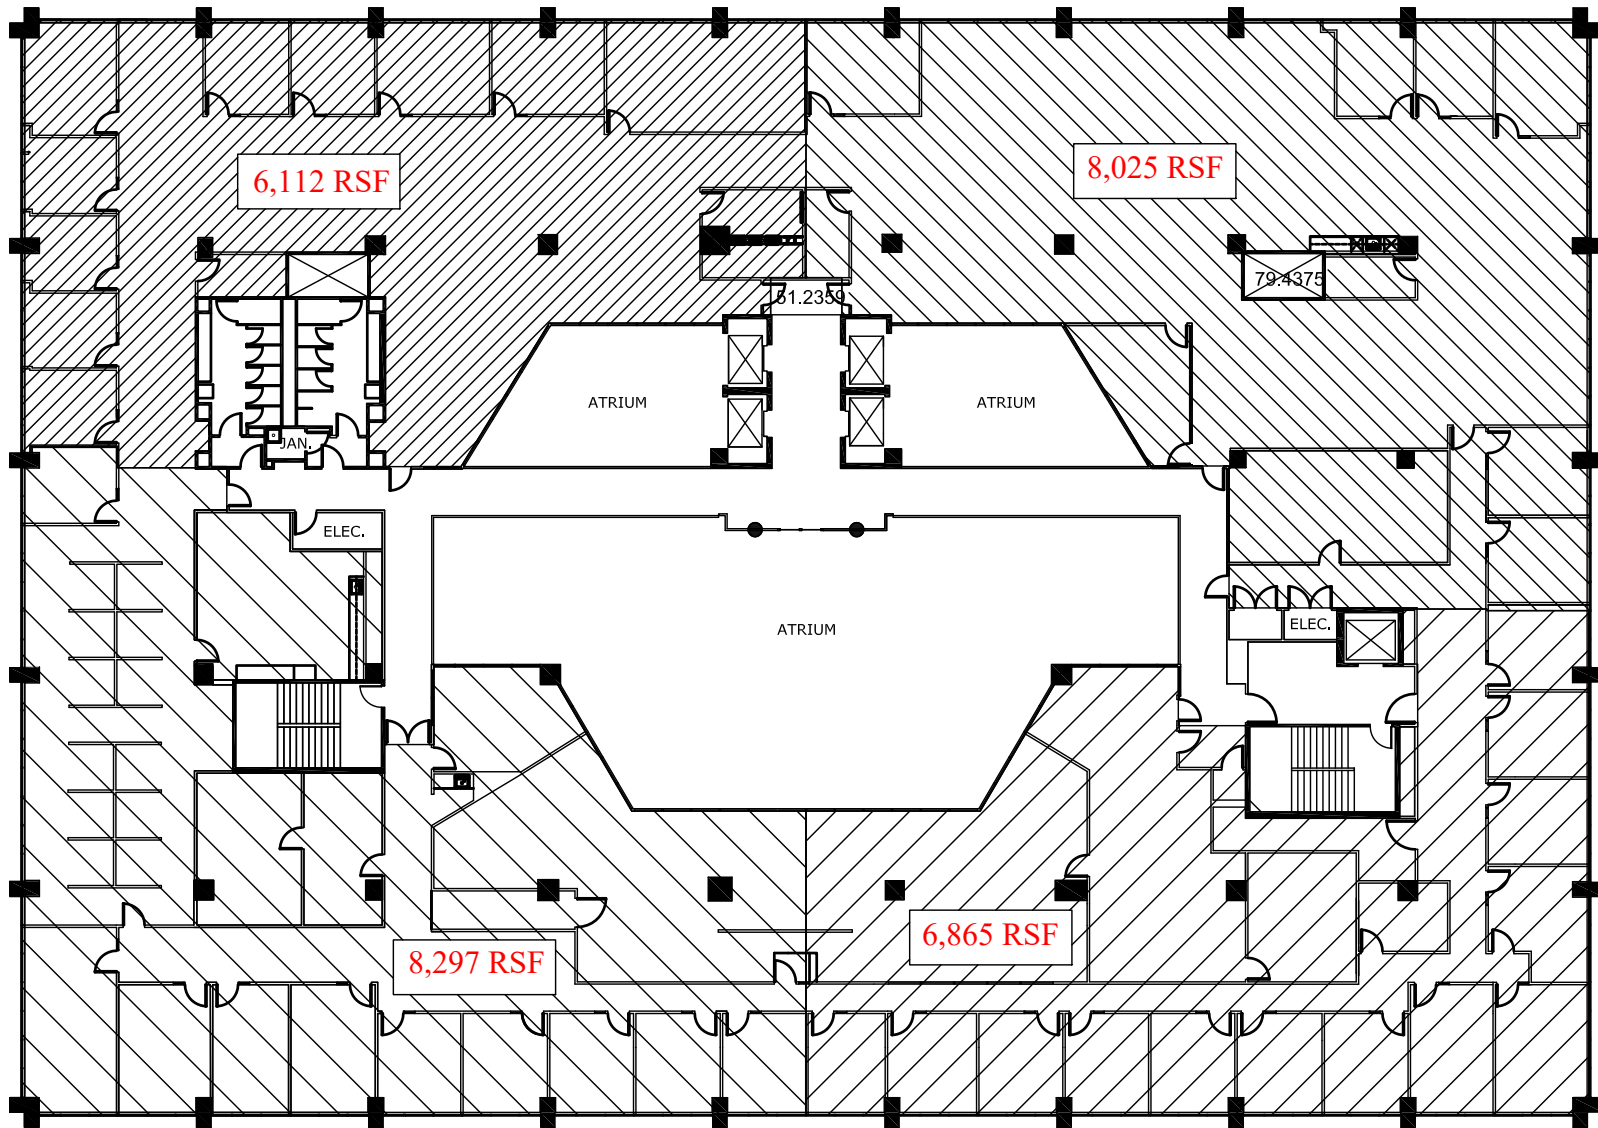 6,112 RSF
8,025 RSF
79.4375
51.2359
ATRIUM
ATRIUM
JAN.
ELEC.
ATRIUM
ELEC.
6,865 RSF
8,297 RSF